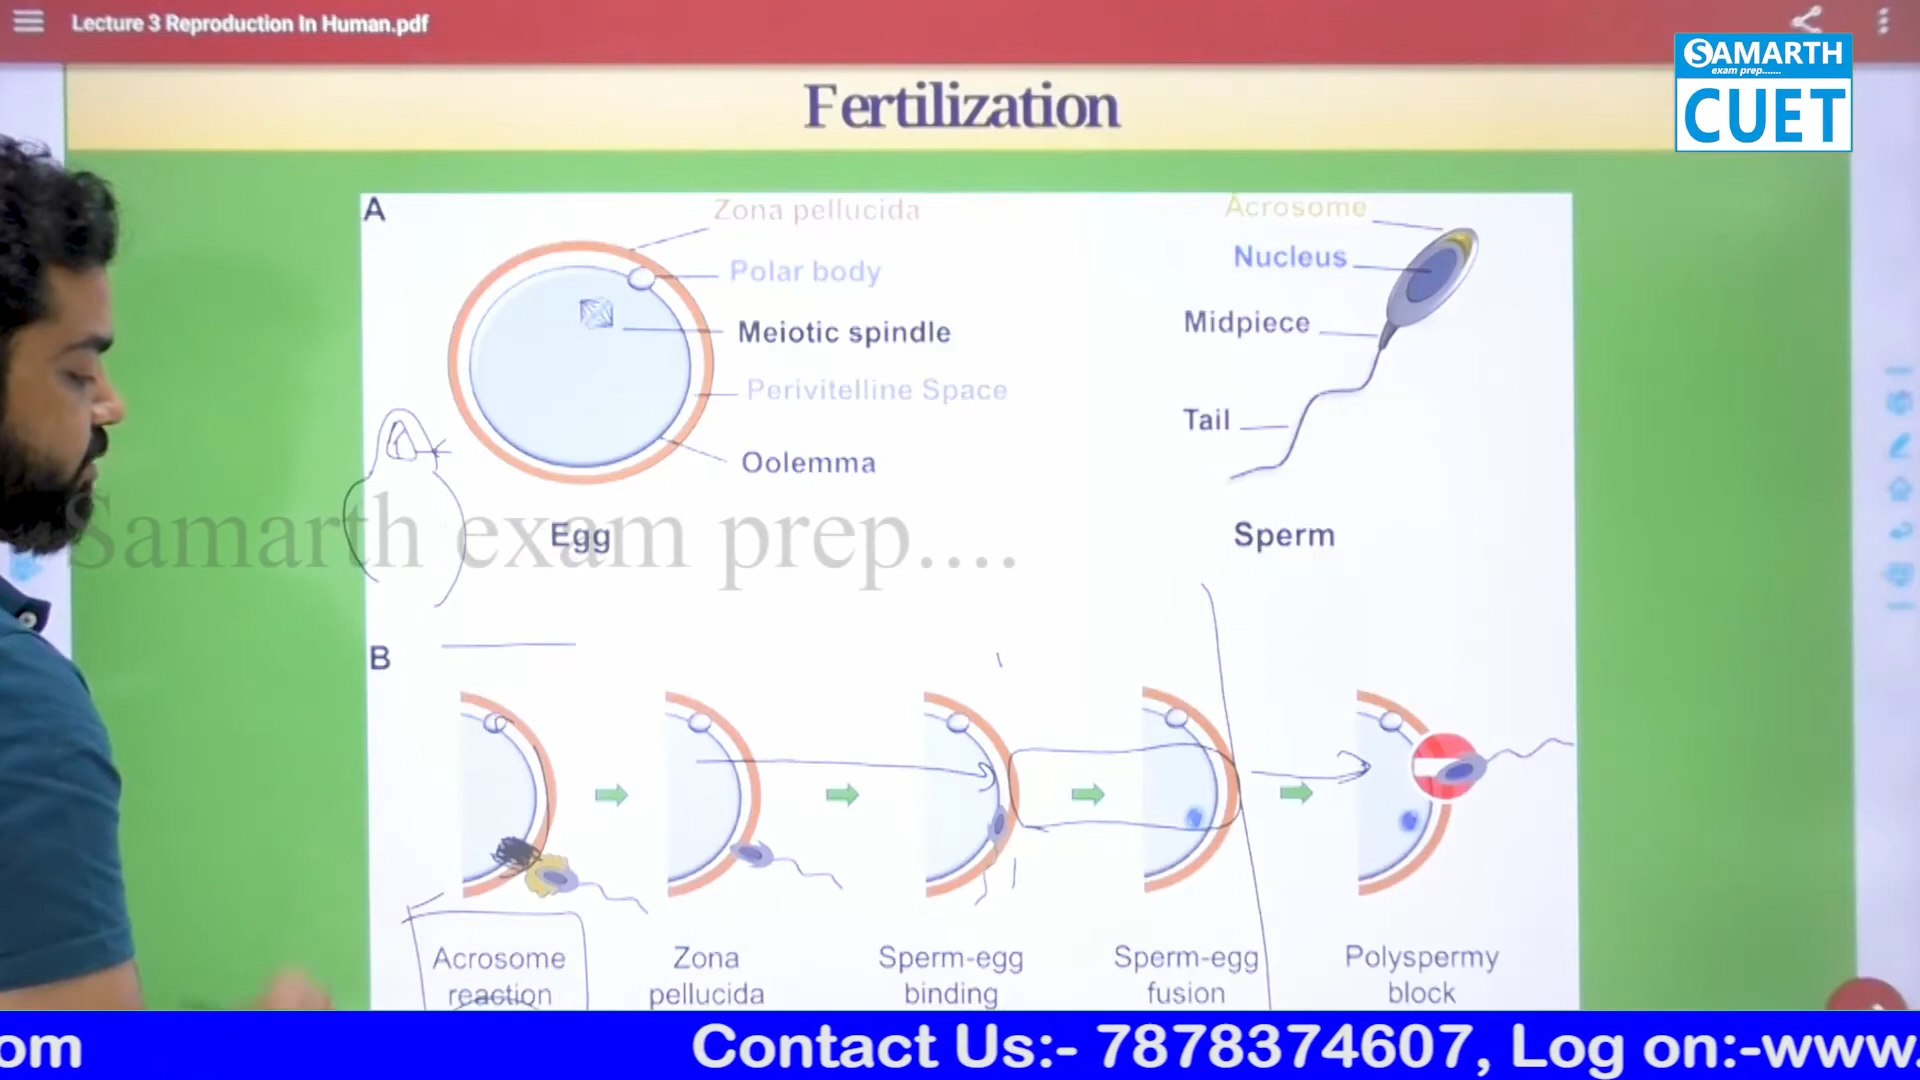 Lecture 3 Reproduction In Human.pdf
SAMARTH
exam prep.......
CUET
Fertilization
A
Zona pellucida
Polar body
Meiotic spindle
Perivitelline Space
Oolemma
Egg
Acrosome
Nucleus
Midpiece
Tail
Sperm
Samarth exam prep....
B
Acrosome
reaction
Zona
pellucida
Sperm-egg
binding
Sperm-egg
fusion
Polyspermy
block
om
Contact Us:- 7878374607, Log on:-www.